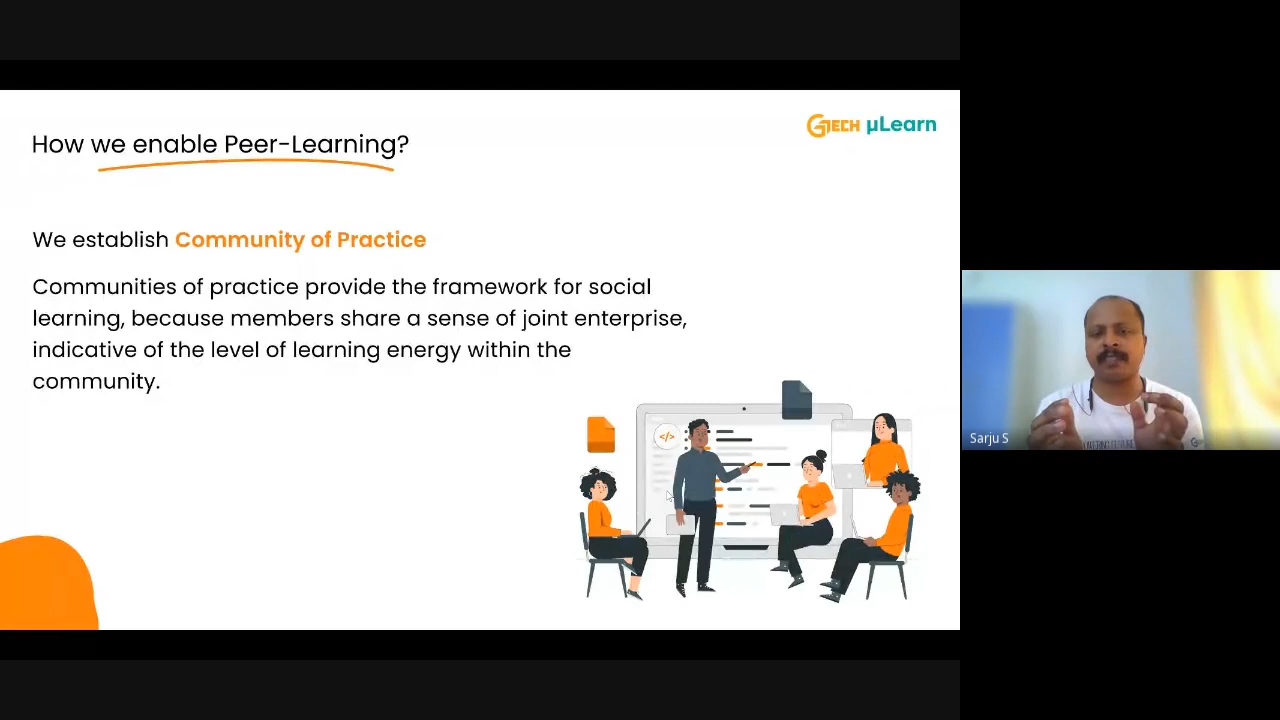 How we enable Peer-Learning?
GTECH µLearn
We establish Community of Practice
Communities of practice provide the framework for social
learning, because members share a sense of joint enterprise,
indicative of the level of learning energy within the
community.
</>
Sarju S